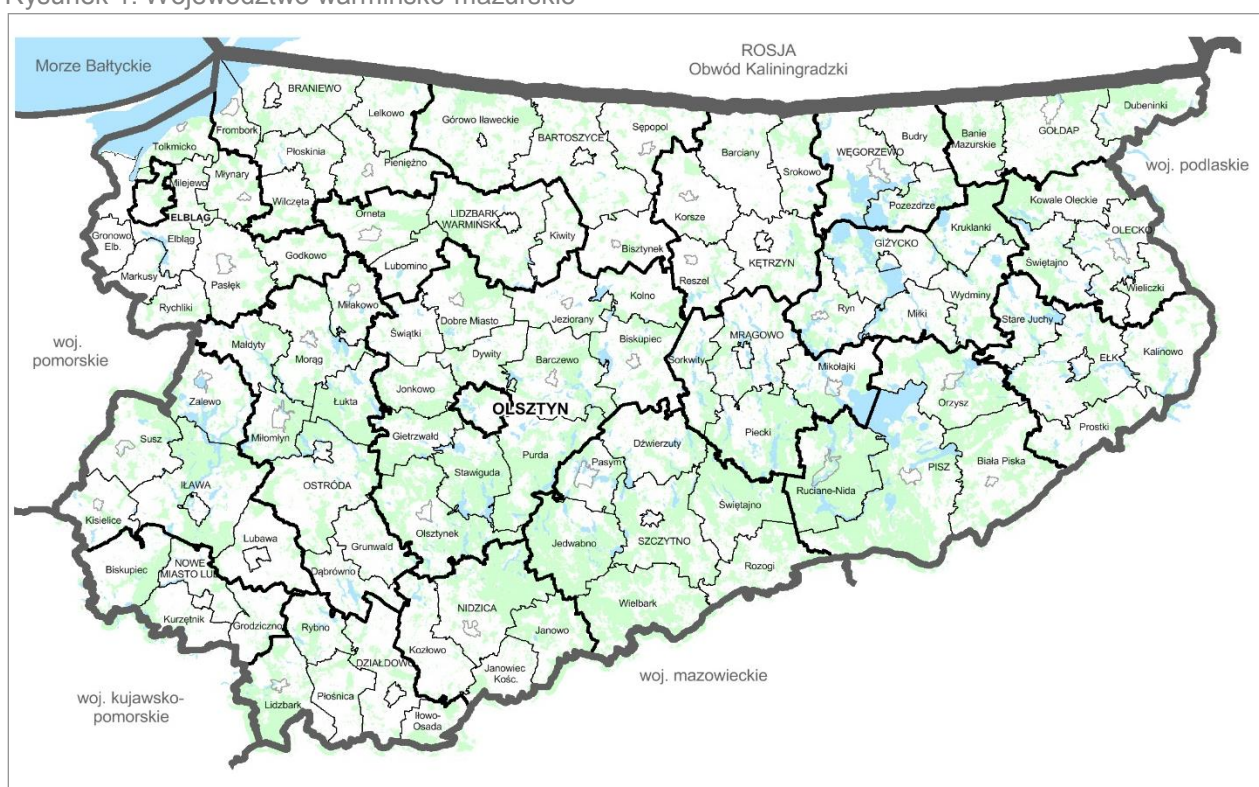 Rysunek 1. Województwo warmińsko-mazurskie
Morze Bałtyckie
ROSJA
Obwód Kaliningradzki
woj. podlaskie
woj.
pomorskie
woj. kujawsko-
pomorskie
woj. mazowieckie
BRANIEWO
Lelkowo
Frombork
Płoskinia
Pieniężno
Tolkmicko
Milejewo
Młynary
Wilczęta
ELBLĄG
Gronowo
Elb.
Elbląg
Markusy
Pasłęk
Godkowo
Rychliki
Górowo Iławeckie
BARTOSZYCE
Sępopol
Bisztynek
Orneta
LIDZBARK
WARMIŃSKI
Kiwity
Lubomino
Barciany
Srokowo
Korsze
KĘTRZYN
Reszel
WĘGORZEWO
Budry
Pozezdrze
Banie
Mazurskie
GOŁDAP
Dubeninki
Kowale Oleckie
OLECKO
Świętajno
Wieliczki
GIŻYCKO
Kruklanki
Wydminy
Ryn
Miłki
Stare Juchy
EŁK
Kalinowo
Prostki
Miłakowo
Małdyty
Morąg
Łukta
Miłomłyn
OSTRÓDA
Grunwald
Dąbrówno
Świątki
Dobre Miasto
Jeziorany
Kolno
Dywity
Barczewo
Biskupiec
Jonkowo
OLSZTYN
Gietrzwałd
Stawiguda
Purda
Olsztynek
Sorkwity
MRĄGOWO
Mikołajki
Piecki
Orzysz
PISZ
Biała Piska
Ruciane-Nida
Zalewo
Susz
IŁAWA
Kisielice
Lubawa
Biskupiec
NOWE
MIASTO LUB.
Kurzętnik
Grodziczno
Dźwierzuty
Pasym
Świętajno
SZCZYTNO
Jedwabno
Rozogi
Wielbark
NIDZICA
Janowo
Kozłowo
Janowiec
Kośc.
Rybno
DZIAŁDOWO
Płośnica
Lidzbark
Iłowo-
Osada